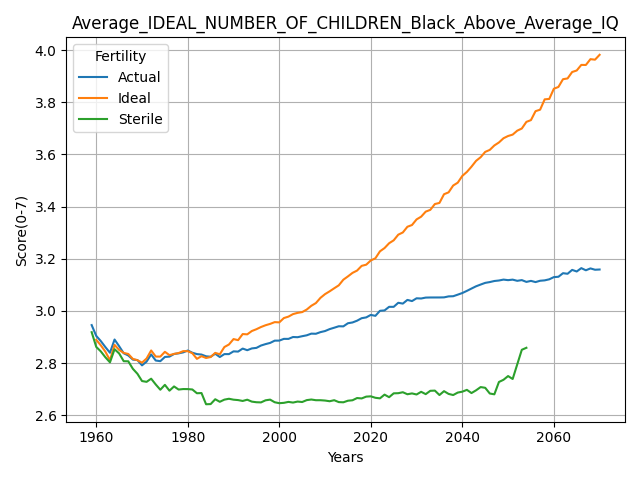 Average_IDEAL_NUMBER_OF_CHILDREN_Black_Above_Average_IQ
Fertility
Actual
Ideal
Sterile
Score(0-7)
4.0
3.8
3.6
3.4
3.2
3.0
2.8
2.6
1960 1980 2000 2020 2040 2060
Years